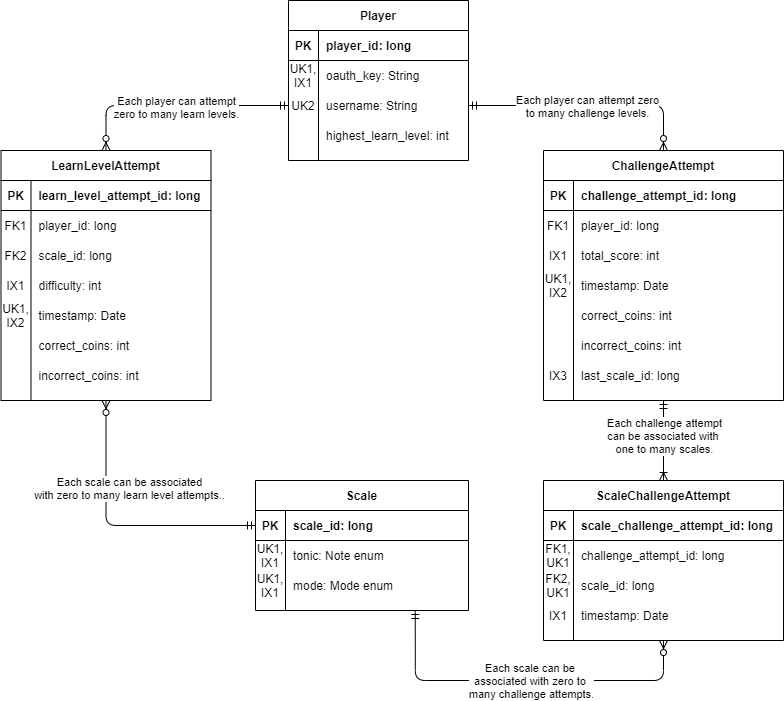 Player
PK player_id: long
UK1,
IX1 oauth_key: String
UK2 username: String
highest_learn_level: int
Each player can attempt
zero to many learn levels.
Each player can attempt zero
to many challenge levels.
LearnLevelAttempt
PK learn_level_attempt_id: long
FK1 player_id: long
FK2 scale_id: long
IX1 difficulty: int
UK1,
IX2 timestamp: Date
correct_coins: int
incorrect_coins: int
ChallengeAttempt
PK challenge_attempt_id: long
FK1 player_id: long
IX1 total_score: int
UK1,
IX2 timestamp: Date
correct_coins: int
incorrect_coins: int
IX3 last_scale_id: long
Each challenge attempt
can be associated with
one to many scales.
Each scale can be associated
with zero to many learn level attempts..
Scale
PK scale_id: long
UK1,
IX1 tonic: Note enum
UK1,
IX1 mode: Mode enum
ScaleChallengeAttempt
PK scale_challenge_attempt_id: long
FK1,
UK1 challenge_attempt_id: long
FK2,
UK1 scale_id: long
IX1 timestamp: Date
Each scale can be
associated with zero to
many challenge attempts.